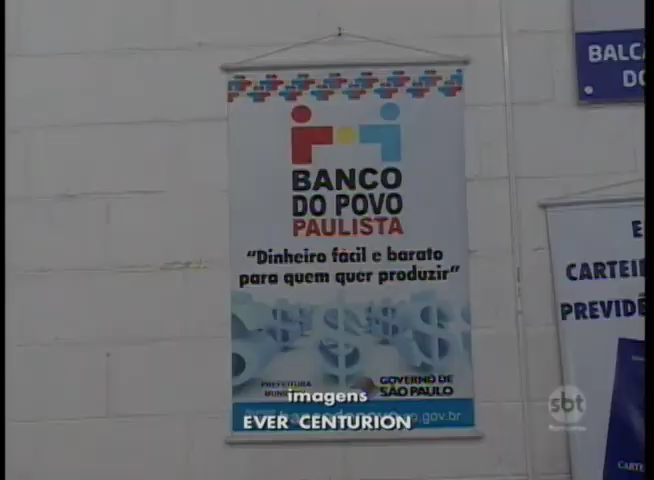 BANCO
DO POVO
PAULISTA
"Dinheiro fácil e barato
para quem quer produzir"
PREFEITURA
GOVERNO DE
SÃO PAULO
imagens
EVER CENTURION
.gov.br
BALCA
DO
E
CARTEI
PREVIDÊ
CARTE
sbt